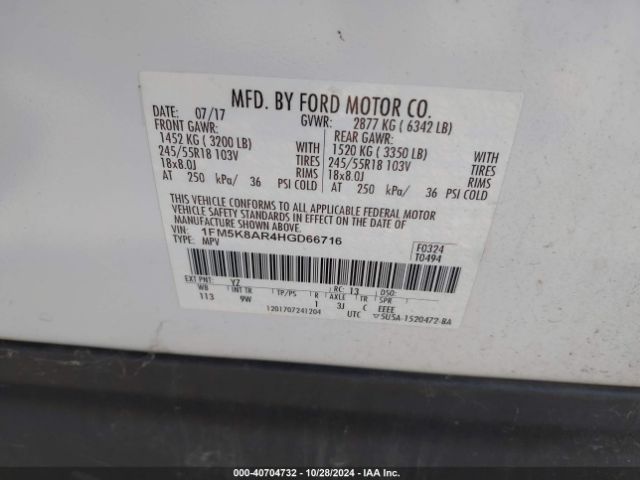 MFD. BY FORD MOTOR CO.
DATE: 07/17 GVWR: 2877 KG ( 6342 LB)
FRONT GAWR: REAR GAWR:
1452 KG ( 3200 LB) WITH 1520 KG ( 3350 LB) WITH
245/55R18 103V TIRES 245/55R18 103V TIRES
18x8.0J RIMS 18x8.0J RIMS
AT 250 kPa/ 36 PSI COLD AT 250 kPa/ 36 PSI COLD
THIS VEHICLE CONFORMS TO ALL APPLICABLE FEDERAL MOTOR
VEHICLE SAFETY STANDARDS IN EFFECT ON THE DATE OF
MANUFACTURE SHOWN ABOVE.
VIN: 1FM5K8AR4HGD66716
TYPE: MPV
F0324
T0494
EXT PNT: YZ RC: 13 DSO:
WB INT TR TP/PS R AXLE TR SPR
113 9W 1 3J C EEEE
1201707241204 UTC 5U5A-1520472-BA
000-40704732 • 10/28/2024 • IAA Inc.